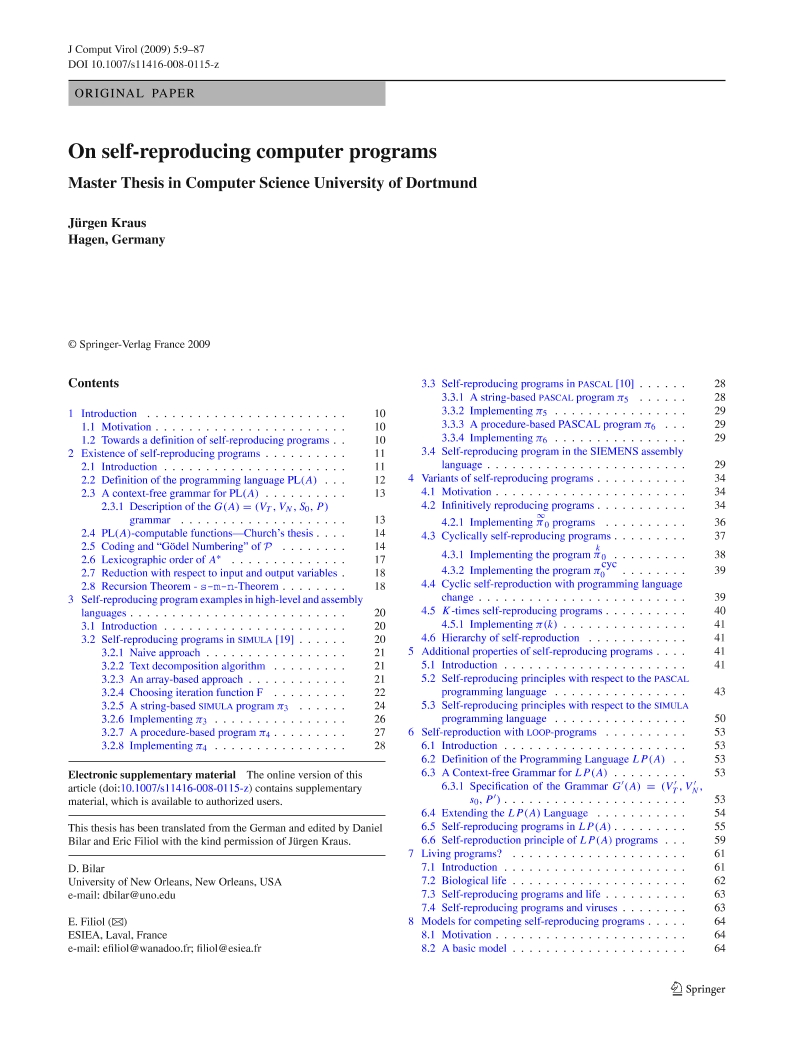 J Comput Virol (2009) 5:9–87
DOI 10.1007/s11416-008-0115-z
ORIGINAL PAPER
On self-reproducing computer programs
Master Thesis in Computer Science University of Dortmund
Jürgen Kraus
Hagen, Germany
© Springer-Verlag France 2009
Contents
1 Introduction . . . . . . . . . . . . . . . . . . . . . . . . 10
1.1 Motivation . . . . . . . . . . . . . . . . . . . . . . . 10
1.2 Towards a definition of self-reproducing programs . . 10
2 Existence of self-reproducing programs . . . . . . . . . . 11
2.1 Introduction . . . . . . . . . . . . . . . . . . . . . . 11
2.2 Definition of the programming language PL(A) . . . 12
2.3 A context-free grammar for PL(A) . . . . . . . . . . 13
2.3.1 Description of the G(A) = (V_T, V_N, S_0, P)
grammar . . . . . . . . . . . . . . . . . . . . 13
2.4 PL(A)-computable functions—Church's thesis . . . . 14
2.5 Coding and “Gödel Numbering” of 𝒫 . . . . . . . . 14
2.6 Lexicographic order of A* . . . . . . . . . . . . . . . 17
2.7 Reduction with respect to input and output variables . 18
2.8 Recursion Theorem - s-m-n-Theorem . . . . . . . . 18
3 Self-reproducing program examples in high-level and assembly
languages . . . . . . . . . . . . . . . . . . . . . . . . . . 20
3.1 Introduction . . . . . . . . . . . . . . . . . . . . . . 20
3.2 Self-reproducing programs in SIMULA [19] . . . . . . 20
3.2.1 Naive approach . . . . . . . . . . . . . . . . . 21
3.2.2 Text decomposition algorithm . . . . . . . . . 21
3.2.3 An array-based approach . . . . . . . . . . . . 21
3.2.4 Choosing iteration function F . . . . . . . . . 22
3.2.5 A string-based SIMULA program π3 . . . . . . 24
3.2.6 Implementing π3 . . . . . . . . . . . . . . . . 26
3.2.7 A procedure-based program π4 . . . . . . . . . 27
3.2.8 Implementing π4 . . . . . . . . . . . . . . . . 28
Electronic supplementary material The online version of this
article (doi:10.1007/s11416-008-0115-z) contains supplementary
material, which is available to authorized users.
This thesis has been translated from the German and edited by Daniel
Bilar and Eric Filiol with the kind permission of Jürgen Kraus.
D. Bilar
University of New Orleans, New Orleans, USA
e-mail: dbilar@uno.edu
E. Filiol (✉)
ESIEA, Laval, France
e-mail: efiliol@wanadoo.fr; filiol@esiea.fr
3.3 Self-reproducing programs in PASCAL [10] . . . . . . 28
3.3.1 A string-based PASCAL program π5 . . . . . . 28
3.3.2 Implementing π5 . . . . . . . . . . . . . . . . 29
3.3.3 A procedure-based PASCAL program π6 . . . 29
3.3.4 Implementing π6 . . . . . . . . . . . . . . . . 29
3.4 Self-reproducing program in the SIEMENS assembly
language . . . . . . . . . . . . . . . . . . . . . . . . 29
4 Variants of self-reproducing programs . . . . . . . . . . . 34
4.1 Motivation . . . . . . . . . . . . . . . . . . . . . . . 34
4.2 Infinitively reproducing programs . . . . . . . . . . . 34
4.2.1 Implementing π̃^∞_0 programs . . . . . . . . . . 36
4.3 Cyclically self-reproducing programs . . . . . . . . . 37
4.3.1 Implementing the program π^k_0 . . . . . . . . . 38
4.3.2 Implementing the program π^cyc_0 . . . . . . . . 39
4.4 Cyclic self-reproduction with programming language
change . . . . . . . . . . . . . . . . . . . . . . . . . 39
4.5 K-times self-reproducing programs . . . . . . . . . . 40
4.5.1 Implementing π(k) . . . . . . . . . . . . . . . 41
4.6 Hierarchy of self-reproduction . . . . . . . . . . . . 41
5 Additional properties of self-reproducing programs . . . . 41
5.1 Introduction . . . . . . . . . . . . . . . . . . . . . . 41
5.2 Self-reproducing principles with respect to the PASCAL
programming language . . . . . . . . . . . . . . . . 43
5.3 Self-reproducing principles with respect to the SIMULA
programming language . . . . . . . . . . . . . . . . 50
6 Self-reproduction with LOOP-programs . . . . . . . . . . 53
6.1 Introduction . . . . . . . . . . . . . . . . . . . . . . 53
6.2 Definition of the Programming Language LP(A) . . 53
6.3 A Context-free Grammar for LP(A) . . . . . . . . . 53
6.3.1 Specification of the Grammar G′(A) = (V′_T, V′_N,
s_0, P′) . . . . . . . . . . . . . . . . . . . . . . 53
6.4 Extending the LP(A) Language . . . . . . . . . . . 54
6.5 Self-reproducing programs in LP(A) . . . . . . . . . 55
6.6 Self-reproduction principle of LP(A) programs . . . 59
7 Living programs? . . . . . . . . . . . . . . . . . . . . . 61
7.1 Introduction . . . . . . . . . . . . . . . . . . . . . . 61
7.2 Biological life . . . . . . . . . . . . . . . . . . . . . 62
7.3 Self-reproducing programs and life . . . . . . . . . . 63
7.4 Self-reproducing programs and viruses . . . . . . . . 63
8 Models for competing self-reproducing programs . . . . . 64
8.1 Motivation . . . . . . . . . . . . . . . . . . . . . . . 64
8.2 A basic model . . . . . . . . . . . . . . . . . . . . . 64
Springer